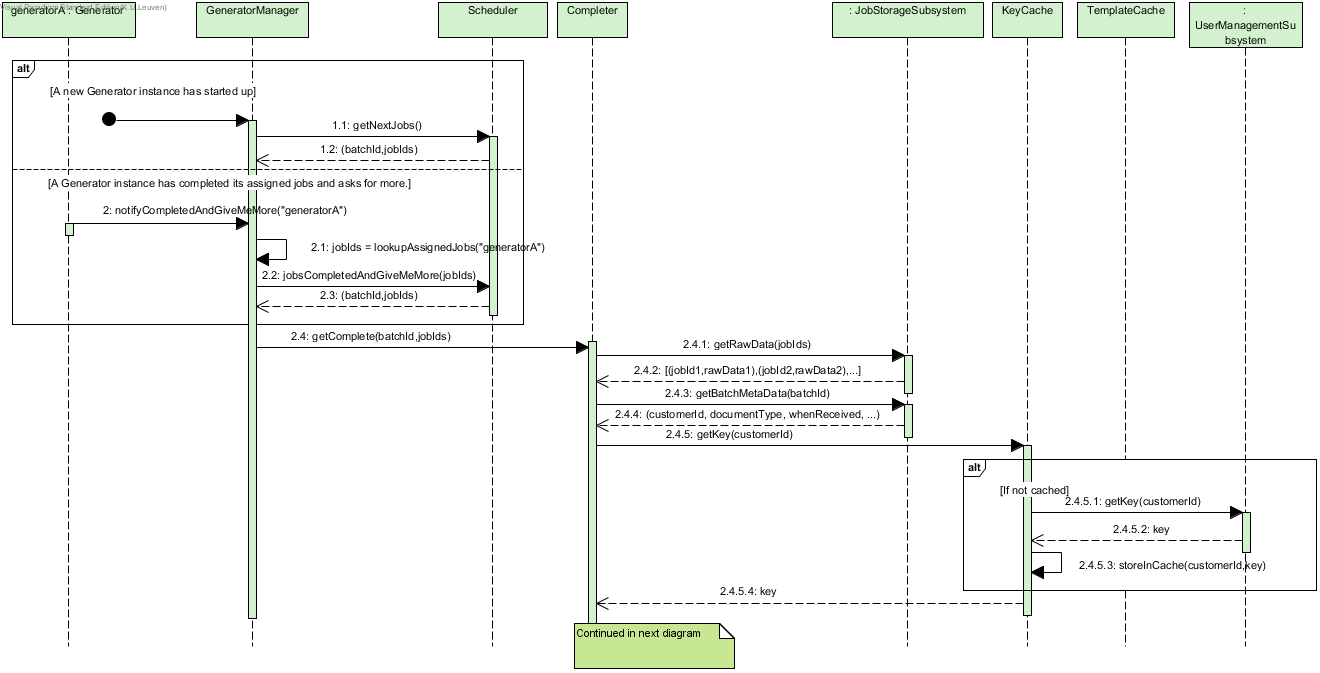 generatorA : Generator
GeneratorManager
Scheduler
Completer
: JobStorageSubsystem
KeyCache
TemplateCache
:
UserManagementSu
bsystem
alt
[A new Generator instance has started up]
1.1: getNextJobs()
1.2: (batchId,jobIds)
[A Generator instance has completed its assigned jobs and asks for more.]
2: notifyCompletedAndGiveMeMore("generatorA")
2.1: jobIds = lookupAssignedJobs("generatorA")
2.2: jobsCompletedAndGiveMeMore(jobIds)
2.3: (batchId,jobIds)
2.4: getComplete(batchId,jobIds)
2.4.1: getRawData(jobIds)
2.4.2: [(jobId1,rawData1),(jobId2,rawData2),...]
2.4.3: getBatchMetaData(batchId)
2.4.4: (customerId, documentType, whenReceived, ...)
2.4.5: getKey(customerId)
alt
[If not cached]
2.4.5.1: getKey(customerId)
2.4.5.2: key
2.4.5.3: storeInCache(customerId,key)
2.4.5.4: key
Continued in next diagram